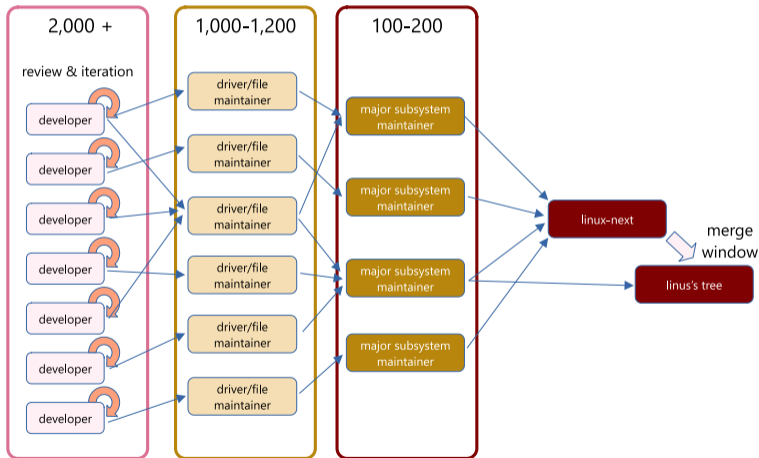 2,000 +
review & iteration
developer
developer
developer
developer
developer
developer
developer
1,000-1,200
driver/file
maintainer
driver/file
maintainer
driver/file
maintainer
driver/file
maintainer
driver/file
maintainer
driver/file
maintainer
100-200
major subsystem
maintainer
major subsystem
maintainer
major subsystem
maintainer
major subsystem
maintainer
linux-next
merge
window
linus's tree